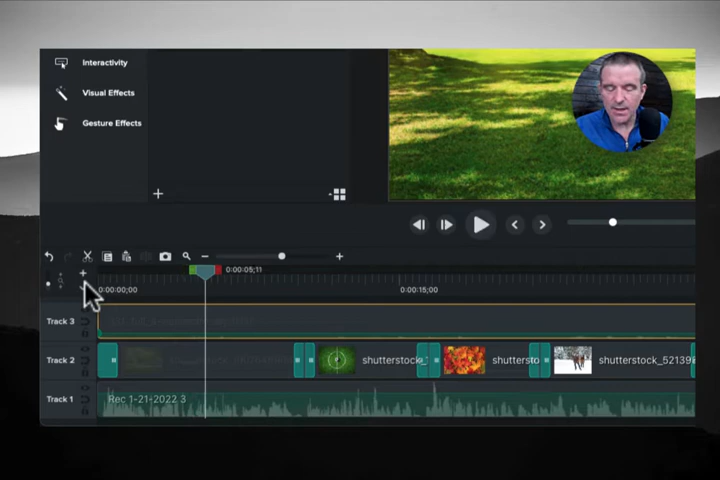 Interactivity
Visual Effects
Gesture Effects
0:00:05;11
0:00:00;00
0:00:15;00
Track 3
Track 2
shutterstock_
shuttersto
shutterstock_52139
Track 1
Rec 1-21-2022 3